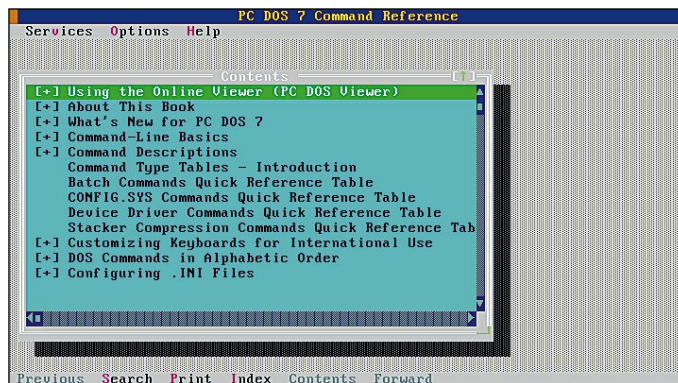 PC DOS 7 Command Reference
Services Options Help
Contents
[↑]
[+] Using the Online Viewer (PC DOS Viewer)
[+] About This Book
[+] What's New for PC DOS 7
[+] Command-Line Basics
[+] Command Descriptions
Command Type Tables - Introduction
Batch Commands Quick Reference Table
CONFIG.SYS Commands Quick Reference Table
Device Driver Commands Quick Reference Table
Stacker Compression Commands Quick Reference Tab
[+] Customizing Keyboards for International Use
[+] DOS Commands in Alphabetic Order
[+] Configuring .INI Files
Previous Search Print Index Contents Forward